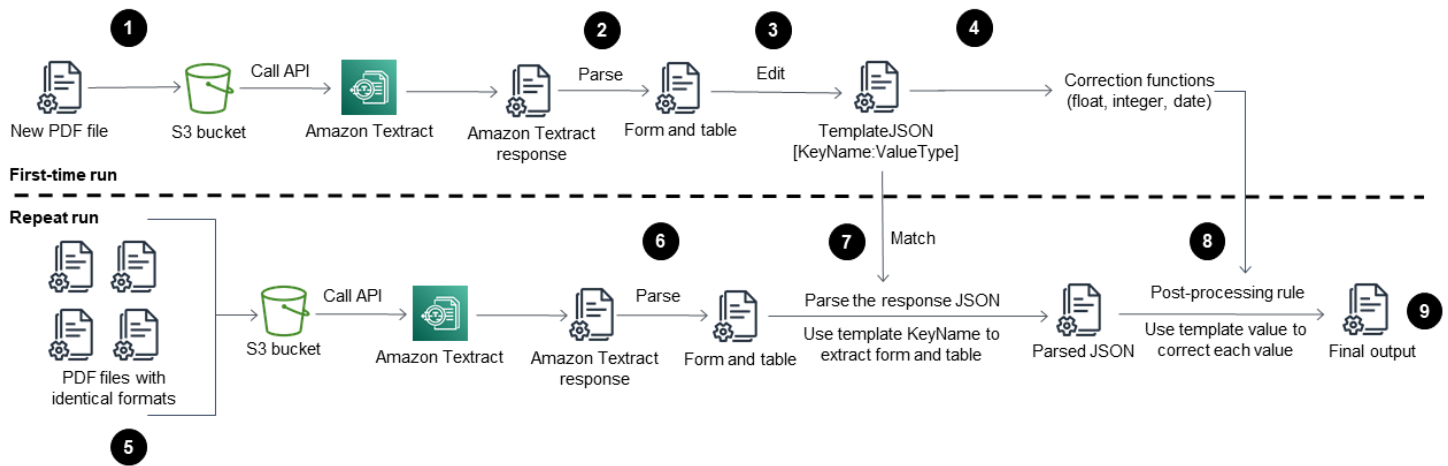 1
2
3
4
Call API
Parse
Edit
Correction functions
(float, integer, date)
New PDF file
S3 bucket
Amazon Textract
Amazon Textract
response
Form and table
TemplateJSON
[KeyName:ValueType]
First-time run
Repeat run
6
7
Match
8
Call API
Parse
Parse the response JSON
Use template KeyName to
extract form and table
Post-processing rule
Use template value to
correct each value
9
S3 bucket
Amazon Textract
Amazon Textract
response
Form and table
Parsed JSON
Final output
PDF files with
identical formats
5